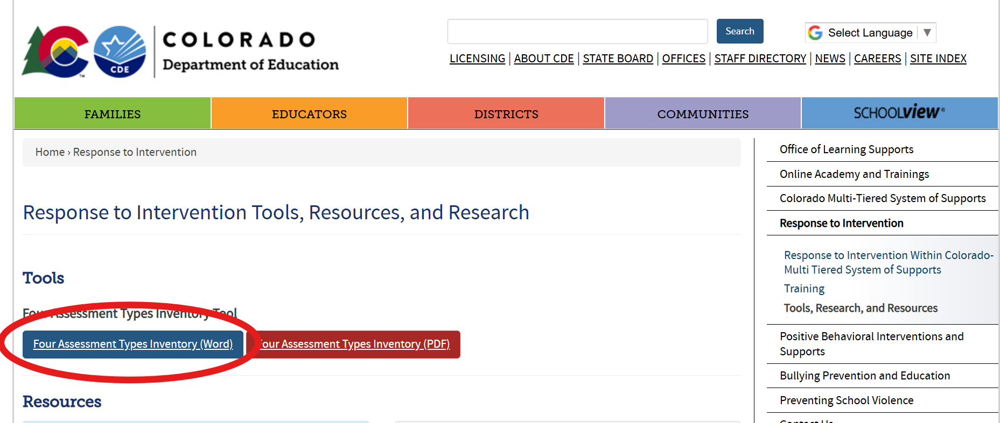 COLORADO
Department of Education
CDE
TM
Search
Select Language ▼
LICENSING | ABOUT CDE | STATE BOARD | OFFICES | STAFF DIRECTORY | NEWS | CAREERS | SITE INDEX
FAMILIES
EDUCATORS
DISTRICTS
COMMUNITIES
SCHOOLVIEW®
Home › Response to Intervention
Response to Intervention Tools, Resources, and Research
Tools
Four Assessment Types Inventory Tool
Four Assessment Types Inventory (Word)
Four Assessment Types Inventory (PDF)
Resources
Office of Learning Supports
Online Academy and Trainings
Colorado Multi-Tiered System of Supports
Response to Intervention
Response to Intervention Within Colorado-
Multi Tiered System of Supports
Training
Tools, Research, and Resources
Positive Behavioral Interventions and
Supports
Bullying Prevention and Education
Preventing School Violence
Contact Us